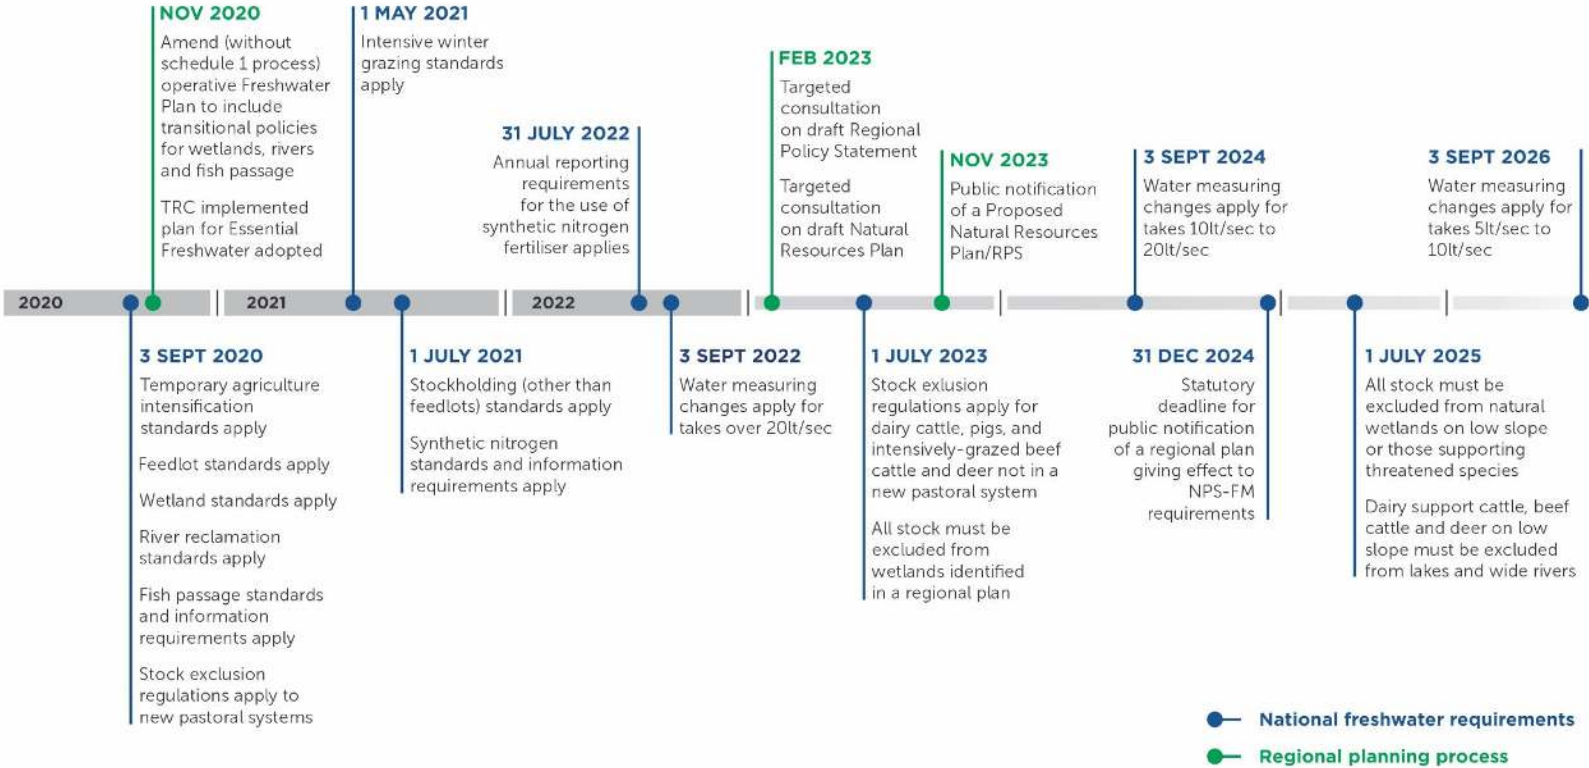 NOV 2020
Amend (without
schedule 1 process)
operative Freshwater
Plan to include
transitional policies
for wetlands, rivers
and fish passage
TRC implemented
plan for Essential
Freshwater adopted
1 MAY 2021
Intensive winter
grazing standards
apply
31 JULY 2022
Annual reporting
requirements
for the use of
synthetic nitrogen
fertiliser applies
FEB 2023
Targeted
consultation
on draft Regional
Policy Statement
Targeted
consultation
on draft Natural
Resources Plan
NOV 2023
Public notification
of a Proposed
Natural Resources
Plan/RPS
3 SEPT 2024
Water measuring
changes apply for
takes 10lt/sec to
20lt/sec
3 SEPT 2026
Water measuring
changes apply for
takes 5lt/sec to
10lt/sec
2020
2021
2022
3 SEPT 2020
Temporary agriculture
intensification
standards apply
Feedlot standards apply
Wetland standards apply
River reclamation
standards apply
Fish passage standards
and information
requirements apply
Stock exclusion
regulations apply to
new pastoral systems
1 JULY 2021
Stockholding (other than
feedlots) standards apply
Synthetic nitrogen
standards and information
requirements apply
3 SEPT 2022
Water measuring
changes apply for
takes over 20lt/sec
1 JULY 2023
Stock exlusion
regulations apply for
dairy cattle, pigs, and
intensively-grazed beef
cattle and deer not in a
new pastoral system
All stock must be
excluded from
wetlands identified
in a regional plan
31 DEC 2024
Statutory
deadline for
public notification
of a regional plan
giving effect to
NPS-FM
requirements
1 JULY 2025
All stock must be
excluded from natural
wetlands on low slope
or those supporting
threatened species
Dairy support cattle, beef
cattle and deer on low
slope must be excluded
from lakes and wide rivers
National freshwater requirements
Regional planning process